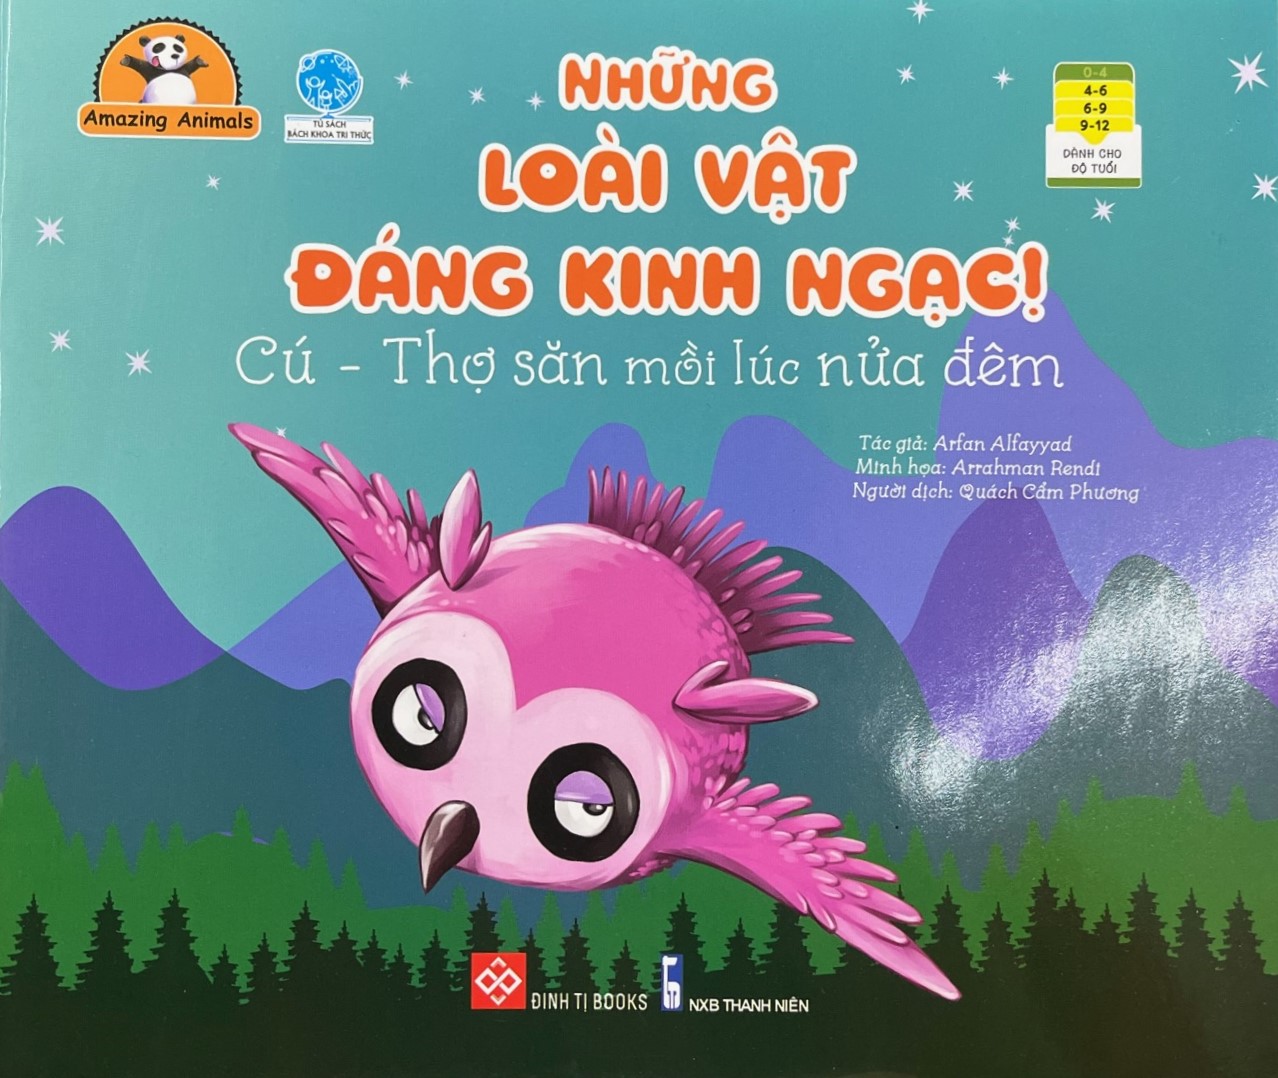 Amazing Animals
TỦ SÁCH
BÁCH KHOA TRI THỨC
NHỮNG
LOÀI VẬT
ĐÁNG KINH NGẠC!
Cú - Thợ săn mồi lúc nửa đêm
0-4
4-6
6-9
9-12
DÀNH CHO
ĐỘ TUỔI
Tác giả: Arfan Alfayyad
Minh họa: Arrahman Rendi
Người dịch: Quách Cẩm Phương
ĐINH TỊ BOOKS
NXB THANH NIÊN